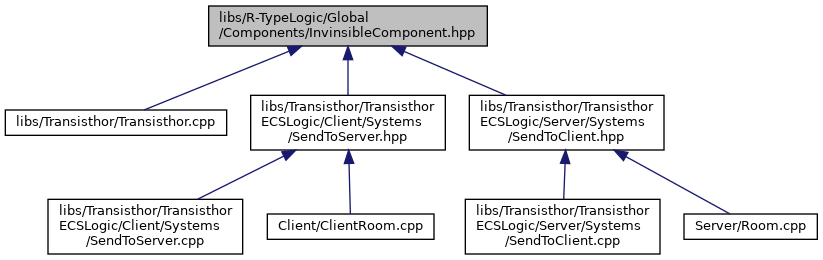 libs/R-TypeLogic/Global
/Components/InvinsibleComponent.hpp
libs/Transisthor/Transisthor.cpp
libs/Transisthor/Transisthor
ECSLogic/Client/Systems
/SendToServer.hpp
libs/Transisthor/Transisthor
ECSLogic/Server/Systems
/SendToClient.hpp
libs/Transisthor/Transisthor
ECSLogic/Client/Systems
/SendToServer.cpp
Client/ClientRoom.cpp
libs/Transisthor/Transisthor
ECSLogic/Server/Systems
/SendToClient.cpp
Server/Room.cpp